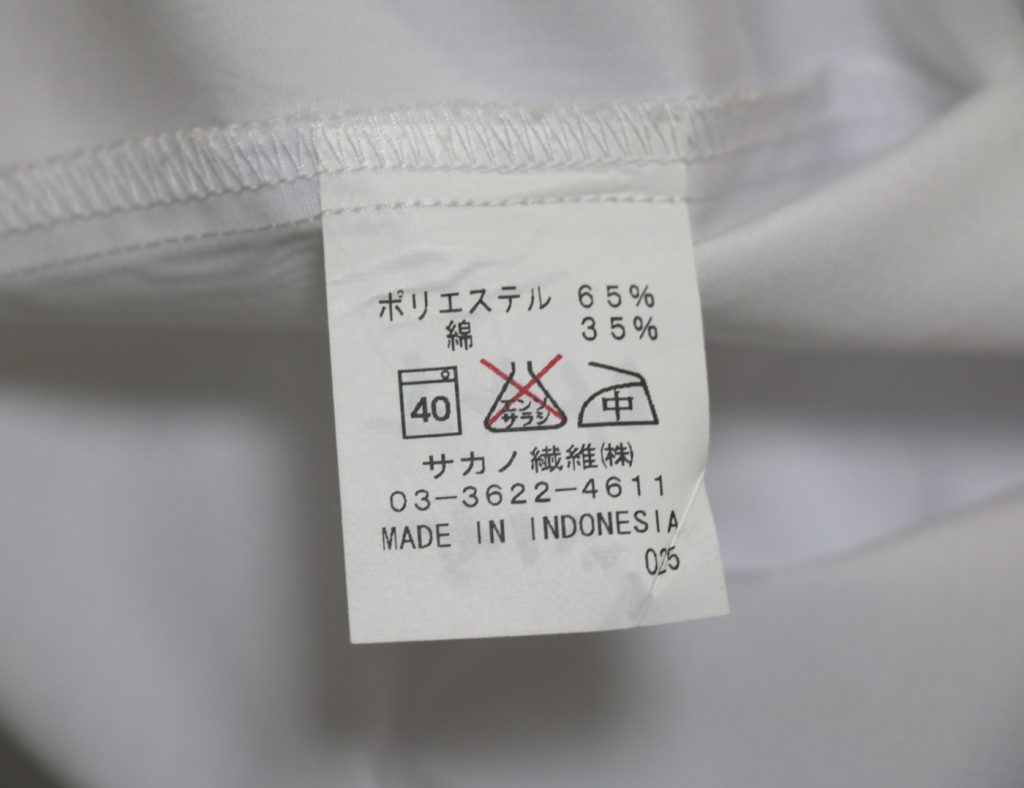 ポリエステル 65%
綿 35%
40 エンソサラシ 中
サカノ繊維(株)
03-3622-4611
MADE IN INDONESIA
025